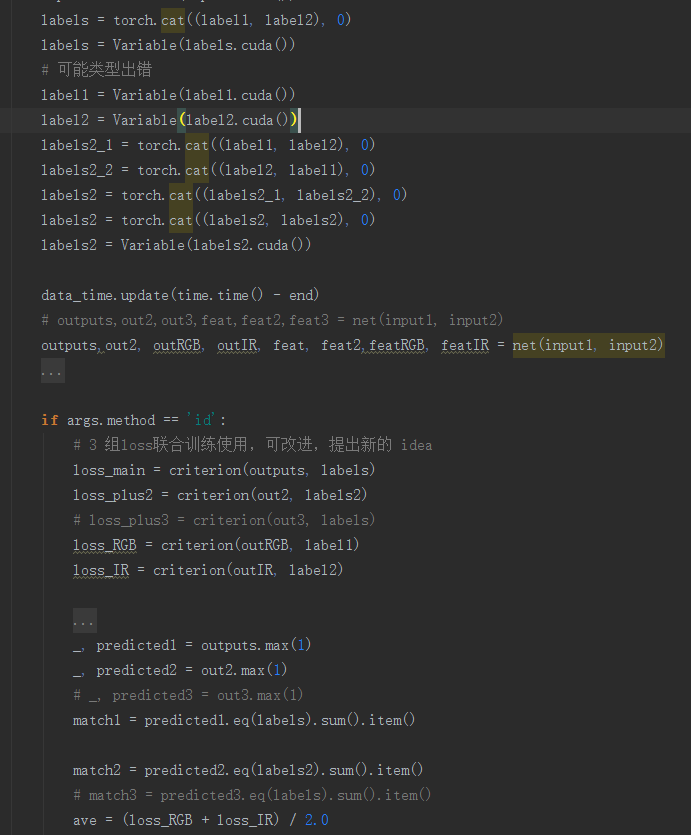 labels = torch.cat((label1, label2), 0)
labels = Variable(labels.cuda())
# 可能类型出错
label1 = Variable(label1.cuda())
label2 = Variable(label2.cuda())
labels2_1 = torch.cat((label1, label2), 0)
labels2_2 = torch.cat((label2, label1), 0)
labels2 = torch.cat((labels2_1, labels2_2), 0)
labels2 = torch.cat((labels2, labels2), 0)
labels2 = Variable(labels2.cuda())
data_time.update(time.time() - end)
# outputs,out2,out3,feat,feat2,feat3 = net(input1, input2)
outputs,out2, outRGB, outIR, feat, feat2,featRGB, featIR = net(input1, input2)
...
if args.method == 'id':
# 3 组loss联合训练使用，可改进，提出新的 idea
loss_main = criterion(outputs, labels)
loss_plus2 = criterion(out2, labels2)
# loss_plus3 = criterion(out3, labels)
loss_RGB = criterion(outRGB, label1)
loss_IR = criterion(outIR, label2)
...
_, predicted1 = outputs.max(1)
_, predicted2 = out2.max(1)
# _, predicted3 = out3.max(1)
match1 = predicted1.eq(labels).sum().item()
match2 = predicted2.eq(labels2).sum().item()
# match3 = predicted3.eq(labels).sum().item()
ave = (loss_RGB + loss_IR) / 2.0